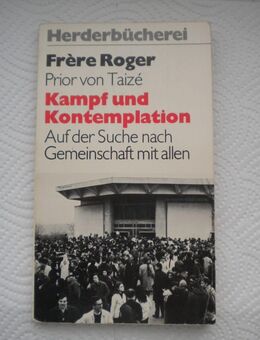 Herderbücherei
Frère Roger
Prior von Taizé
Kampf und
Kontemplation
Auf der Suche nach
Gemeinschaft mit allen